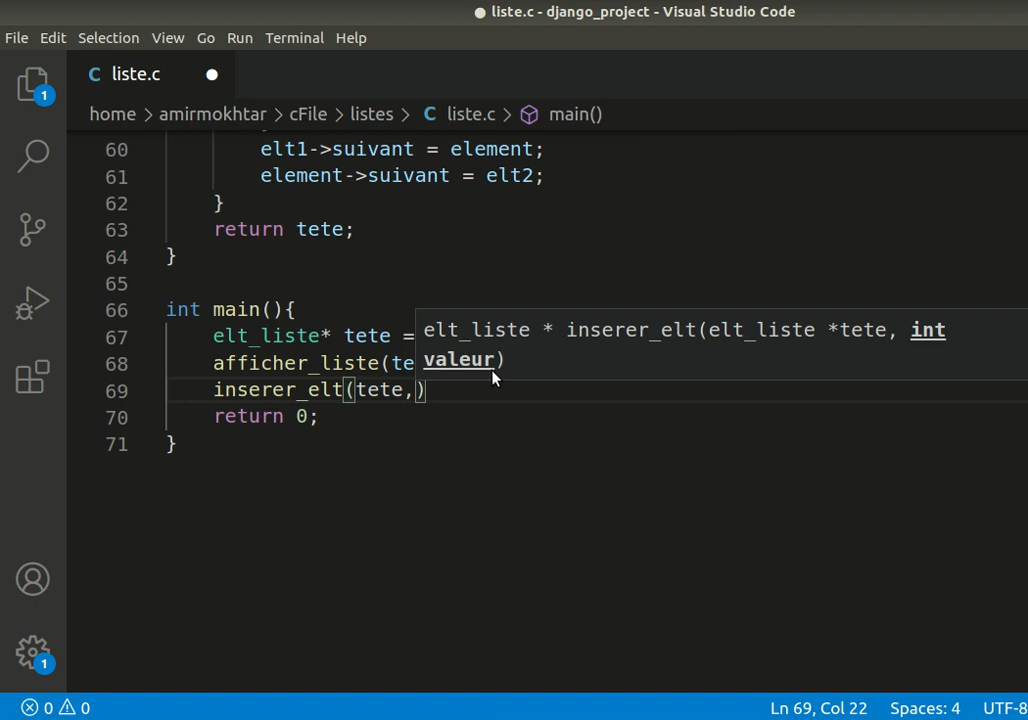 liste.c - django_project - Visual Studio Code
File Edit Selection View Go Run Terminal Help
1
C liste.c
home > amirmokhtar > cFile > listes > C liste.c > main()
60 elt1->suivant = element;
61 element->suivant = elt2;
62 }
63 return tete;
64 }
65
66 int main(){
67 elt_liste* tete =
elt_liste * inserer_elt(elt_liste *tete, int
valeur)
68 afficher_liste(te
69 inserer_elt(tete,)
70 return 0;
71 }
1
0 0 Ln 69, Col 22 Spaces: 4 UTF-8